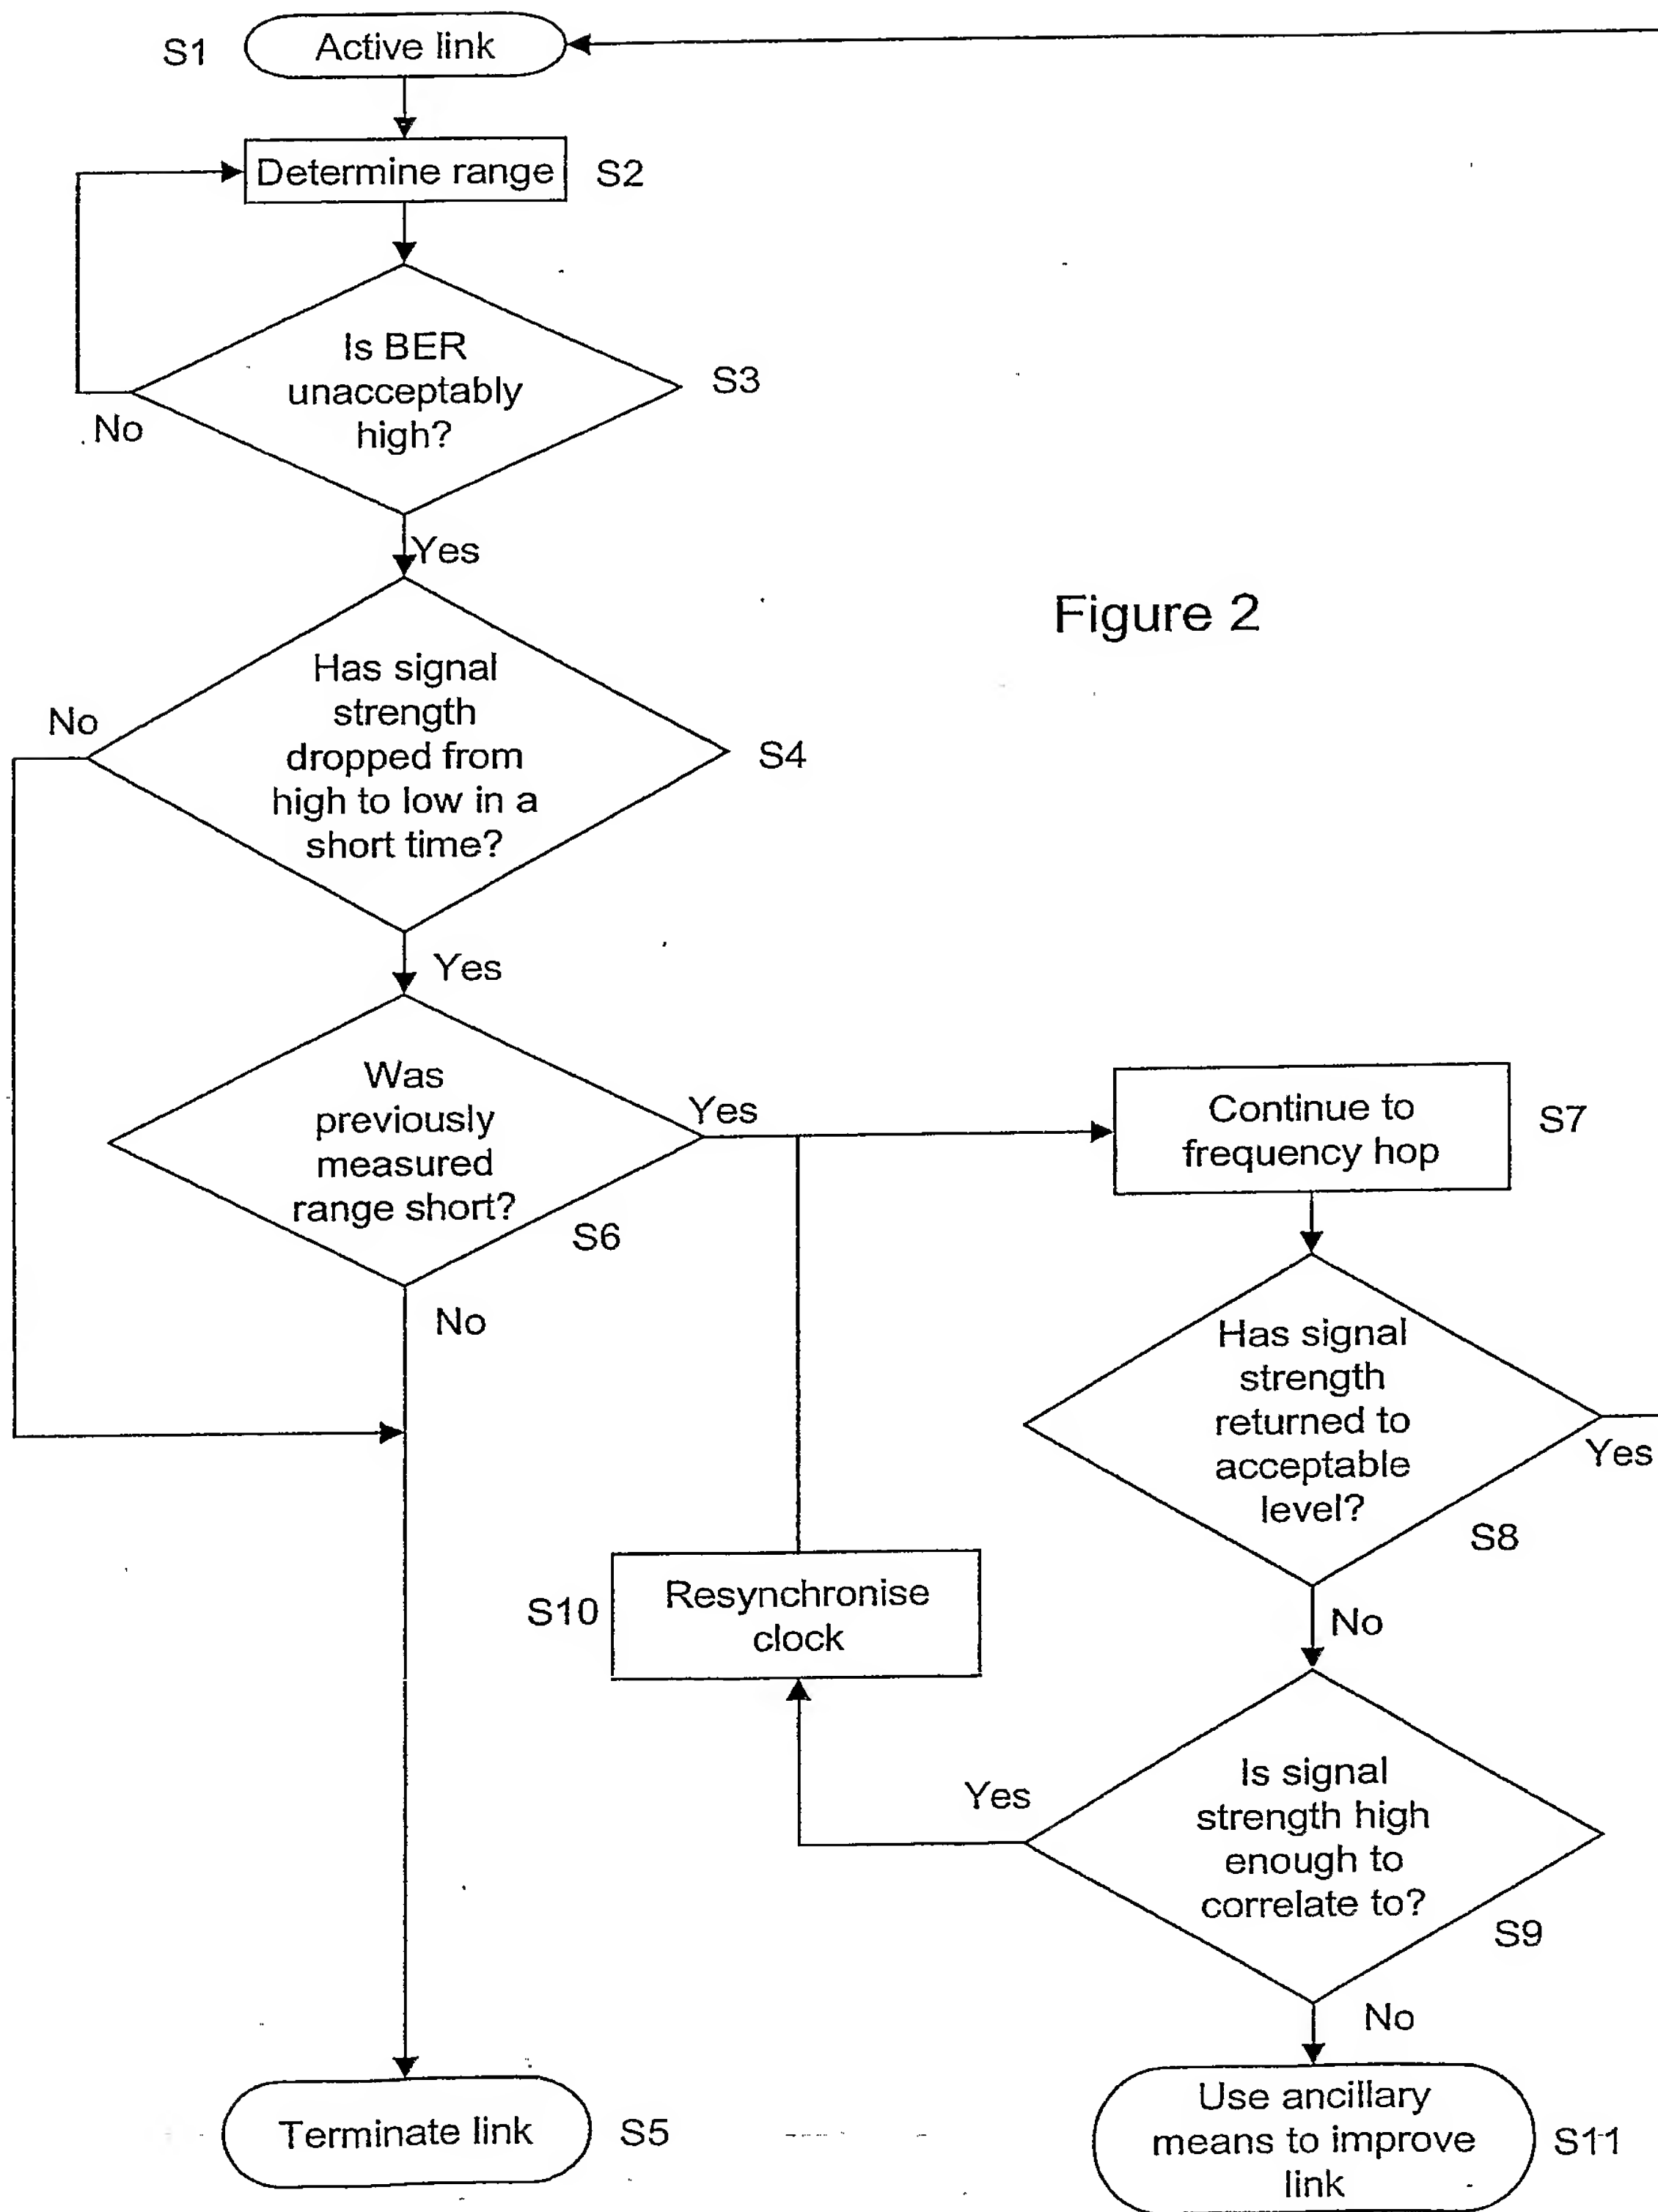 S1
Active link
Determine range
S2
Is BER
unacceptably
high?
S3
No
Yes
Figure 2
Has signal
strength
dropped from
high to low in a
short time?
No
S4
Yes
Was
previously
measured
range short?
Yes
S6
No
Continue to
frequency hop
S7
Has signal
strength
returned to
acceptable
level?
Yes
S8
No
S10
Resynchronise
clock
Is signal
strength high
enough to
correlate to?
Yes
S9
No
Terminate link
S5
Use ancillary
means to improve
link
S11